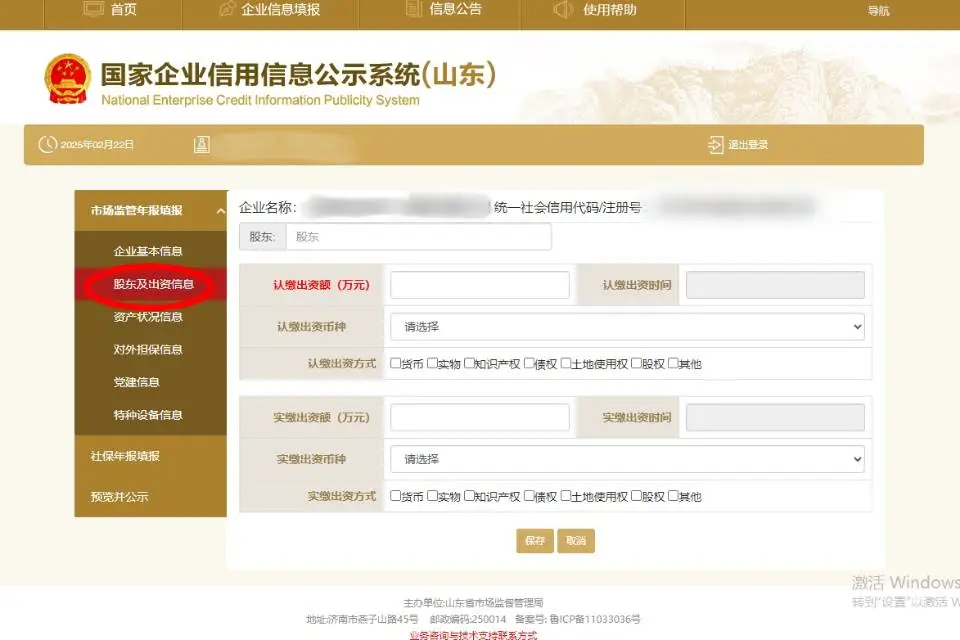 首页 企业信息填报 信息公告 使用帮助 导航
国家企业信用信息公示系统(山东)
National Enterprise Credit Information Publicity System
2025年02月22日 退出登录
市场监管年报填报
企业基本信息
股东及出资信息
资产状况信息
对外担保信息
党建信息
特种设备信息
社保年报填报
预览并公示
企业名称: 统一社会信用代码/注册号
股东: 股东
认缴出资额（万元） 认缴出资时间
认缴出资币种 请选择
认缴出资方式 货币 实物 知识产权 债权 土地使用权 股权 其他
实缴出资额（万元） 实缴出资时间
实缴出资币种 请选择
实缴出资方式 货币 实物 知识产权 债权 土地使用权 股权 其他
保存 取消
主办单位:山东省市场监督管理局
地址:济南市燕子山路45号 邮政编码:250014 备案号: 鲁ICP备11033036号
业务咨询与技术支持联系方式
激活 Windows
转到"设置"以激活 W